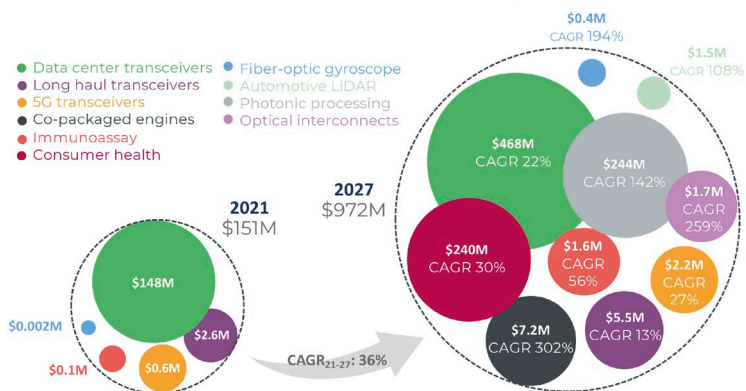 Data center transceivers
Long haul transceivers
5G transceivers
Co-packaged engines
Immunoassay
Consumer health
Fiber-optic gyroscope
Automotive LiDAR
Photonic processing
Optical interconnects
2021
$151M
$148M
$2.6M
$0.002M
$0.1M
$0.6M
CAGR21-27: 36%
2027
$972M
$0.4M
CAGR 194%
$1.5M
CAGR 108%
$468M
CAGR 22%
$244M
CAGR 142%
$1.7M
CAGR
259%
$240M
CAGR 30%
$1.6M
CAGR
56%
$2.2M
CAGR
27%
$7.2M
CAGR 302%
$5.5M
CAGR 13%